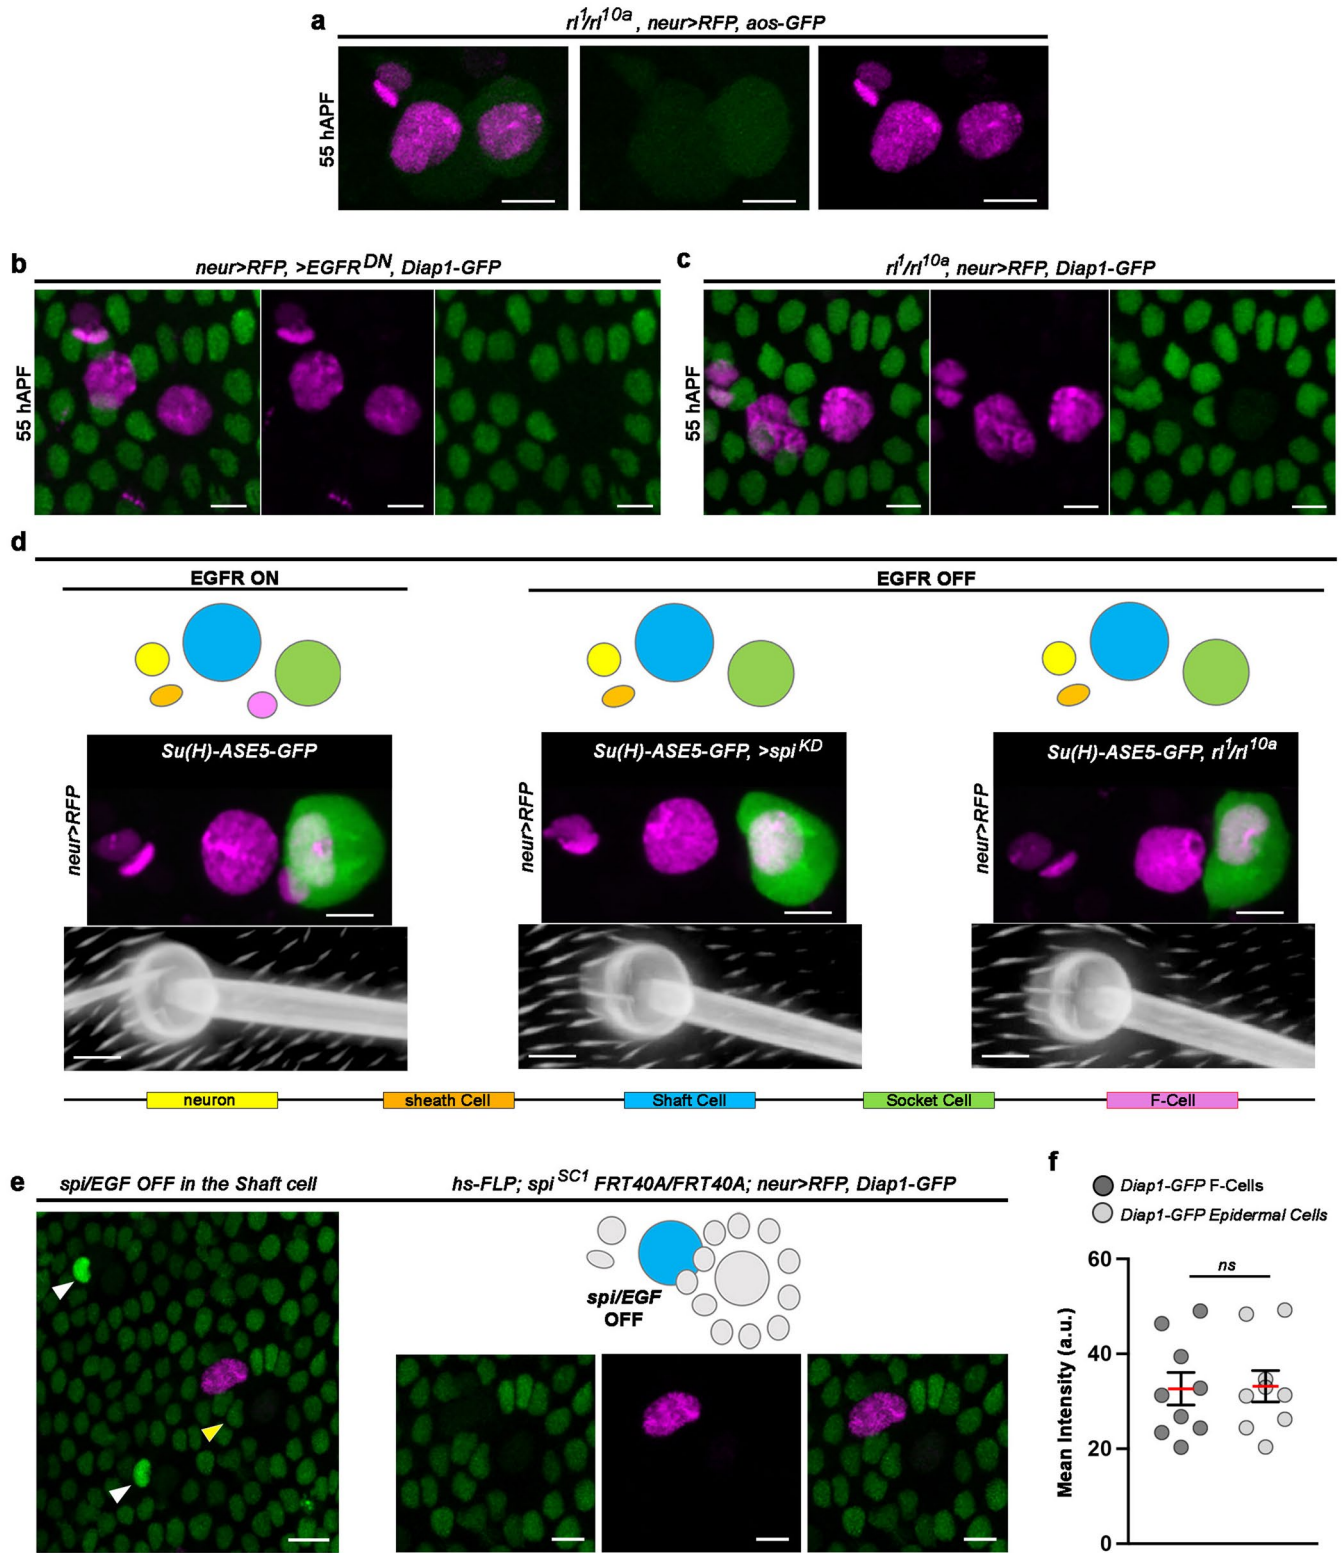 a
rl¹/rl¹⁰ᵃ , neur>RFP, aos-GFP
55 hAPF
b
neur>RFP, >EGFRᴰᴺ, Diap1-GFP
55 hAPF
c
rl¹/rl¹⁰ᵃ, neur>RFP, Diap1-GFP
55 hAPF
d
EGFR ON
EGFR OFF
Su(H)-ASE5-GFP
neur>RFP
Su(H)-ASE5-GFP, >spi ᴷᴰ
neur>RFP
Su(H)-ASE5-GFP, rl¹/rl¹⁰ᵃ
neur>RFP
neuron
sheath Cell
Shaft Cell
Socket Cell
F-Cell
e
spi/EGF OFF in the Shaft cell
hs-FLP; spi ˢᶜ¹ FRT40A/FRT40A; neur>RFP, Diap1-GFP
spi/EGF
OFF
f
Diap1-GFP F-Cells
Diap1-GFP Epidermal Cells
ns
Mean Intensity (a.u.)
60
40
20
0